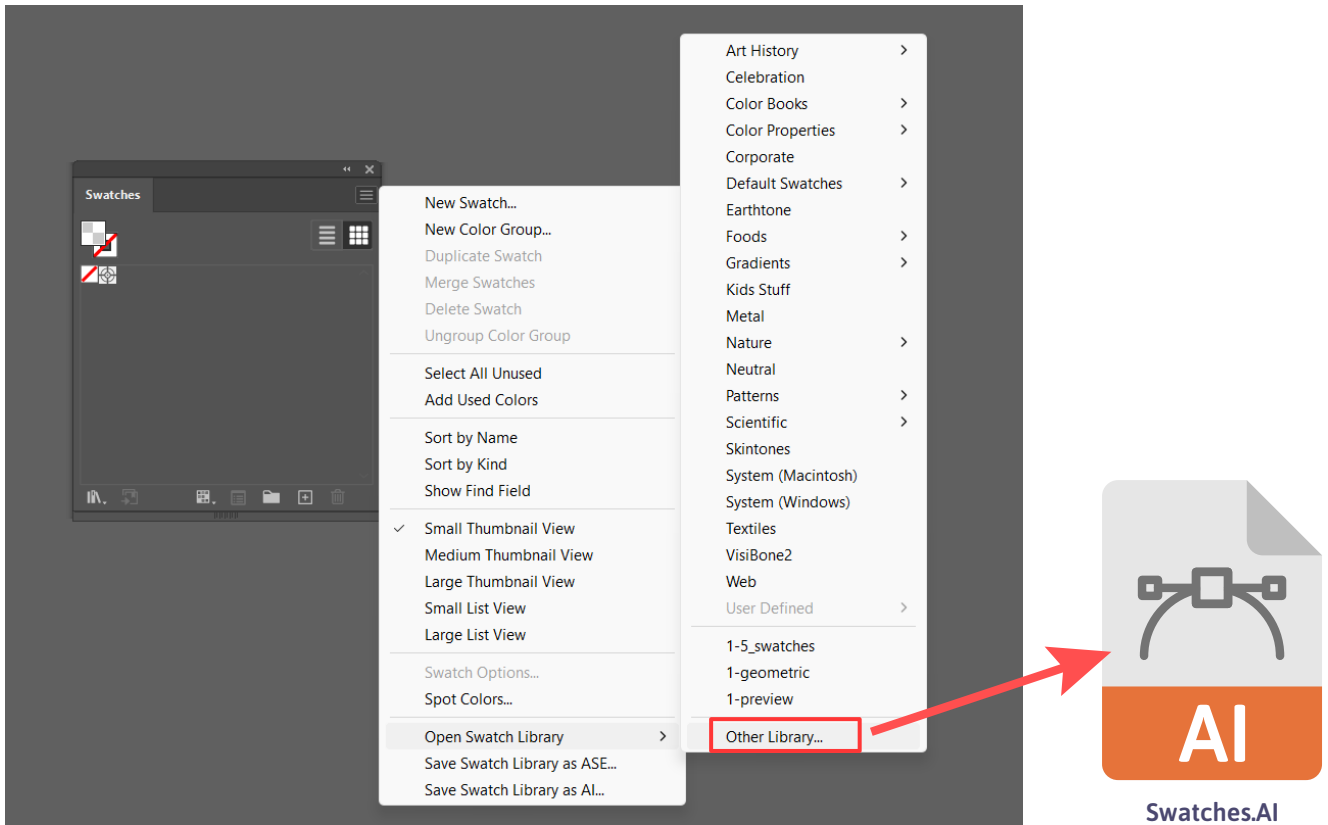 Swatches
New Swatch...
New Color Group...
Duplicate Swatch
Merge Swatches
Delete Swatch
Ungroup Color Group
Select All Unused
Add Used Colors
Sort by Name
Sort by Kind
Show Find Field
Small Thumbnail View
Medium Thumbnail View
Large Thumbnail View
Small List View
Large List View
Swatch Options...
Spot Colors...
Open Swatch Library
Save Swatch Library as ASE...
Save Swatch Library as AI...
Art History
Celebration
Color Books
Color Properties
Corporate
Default Swatches
Earthtone
Foods
Gradients
Kids Stuff
Metal
Nature
Neutral
Patterns
Scientific
Skintones
System (Macintosh)
System (Windows)
Textiles
VisiBone2
Web
User Defined
1-5_swatches
1-geometric
1-preview
Other Library...
AI
Swatches.AI